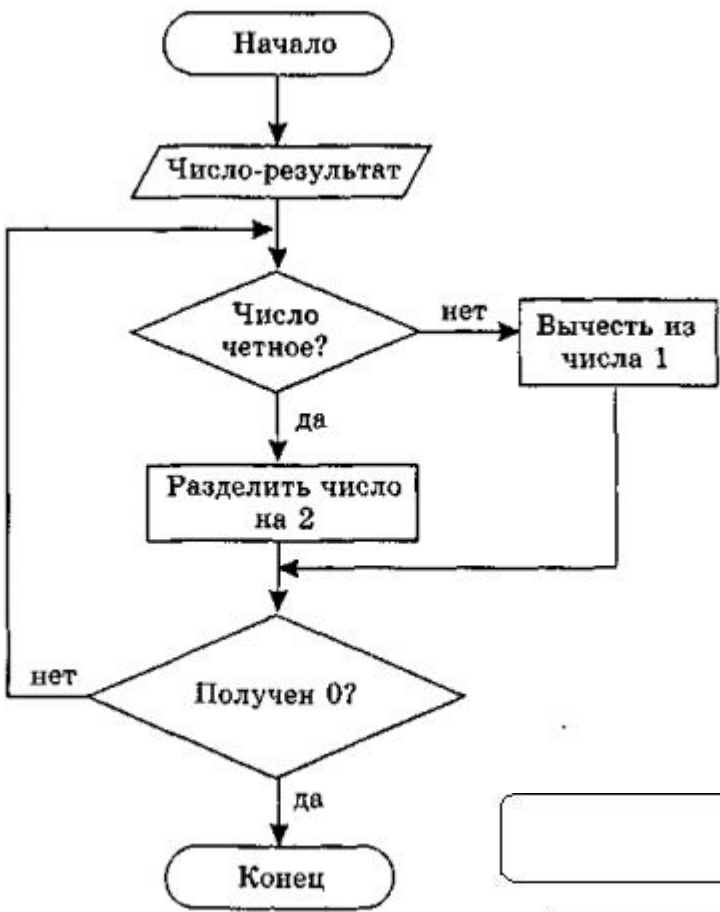 Начало
Число-результат
Число
четное?
нет
Вычесть из
числа 1
да
Разделить число
на 2
нет
Получен 0?
да
Конец